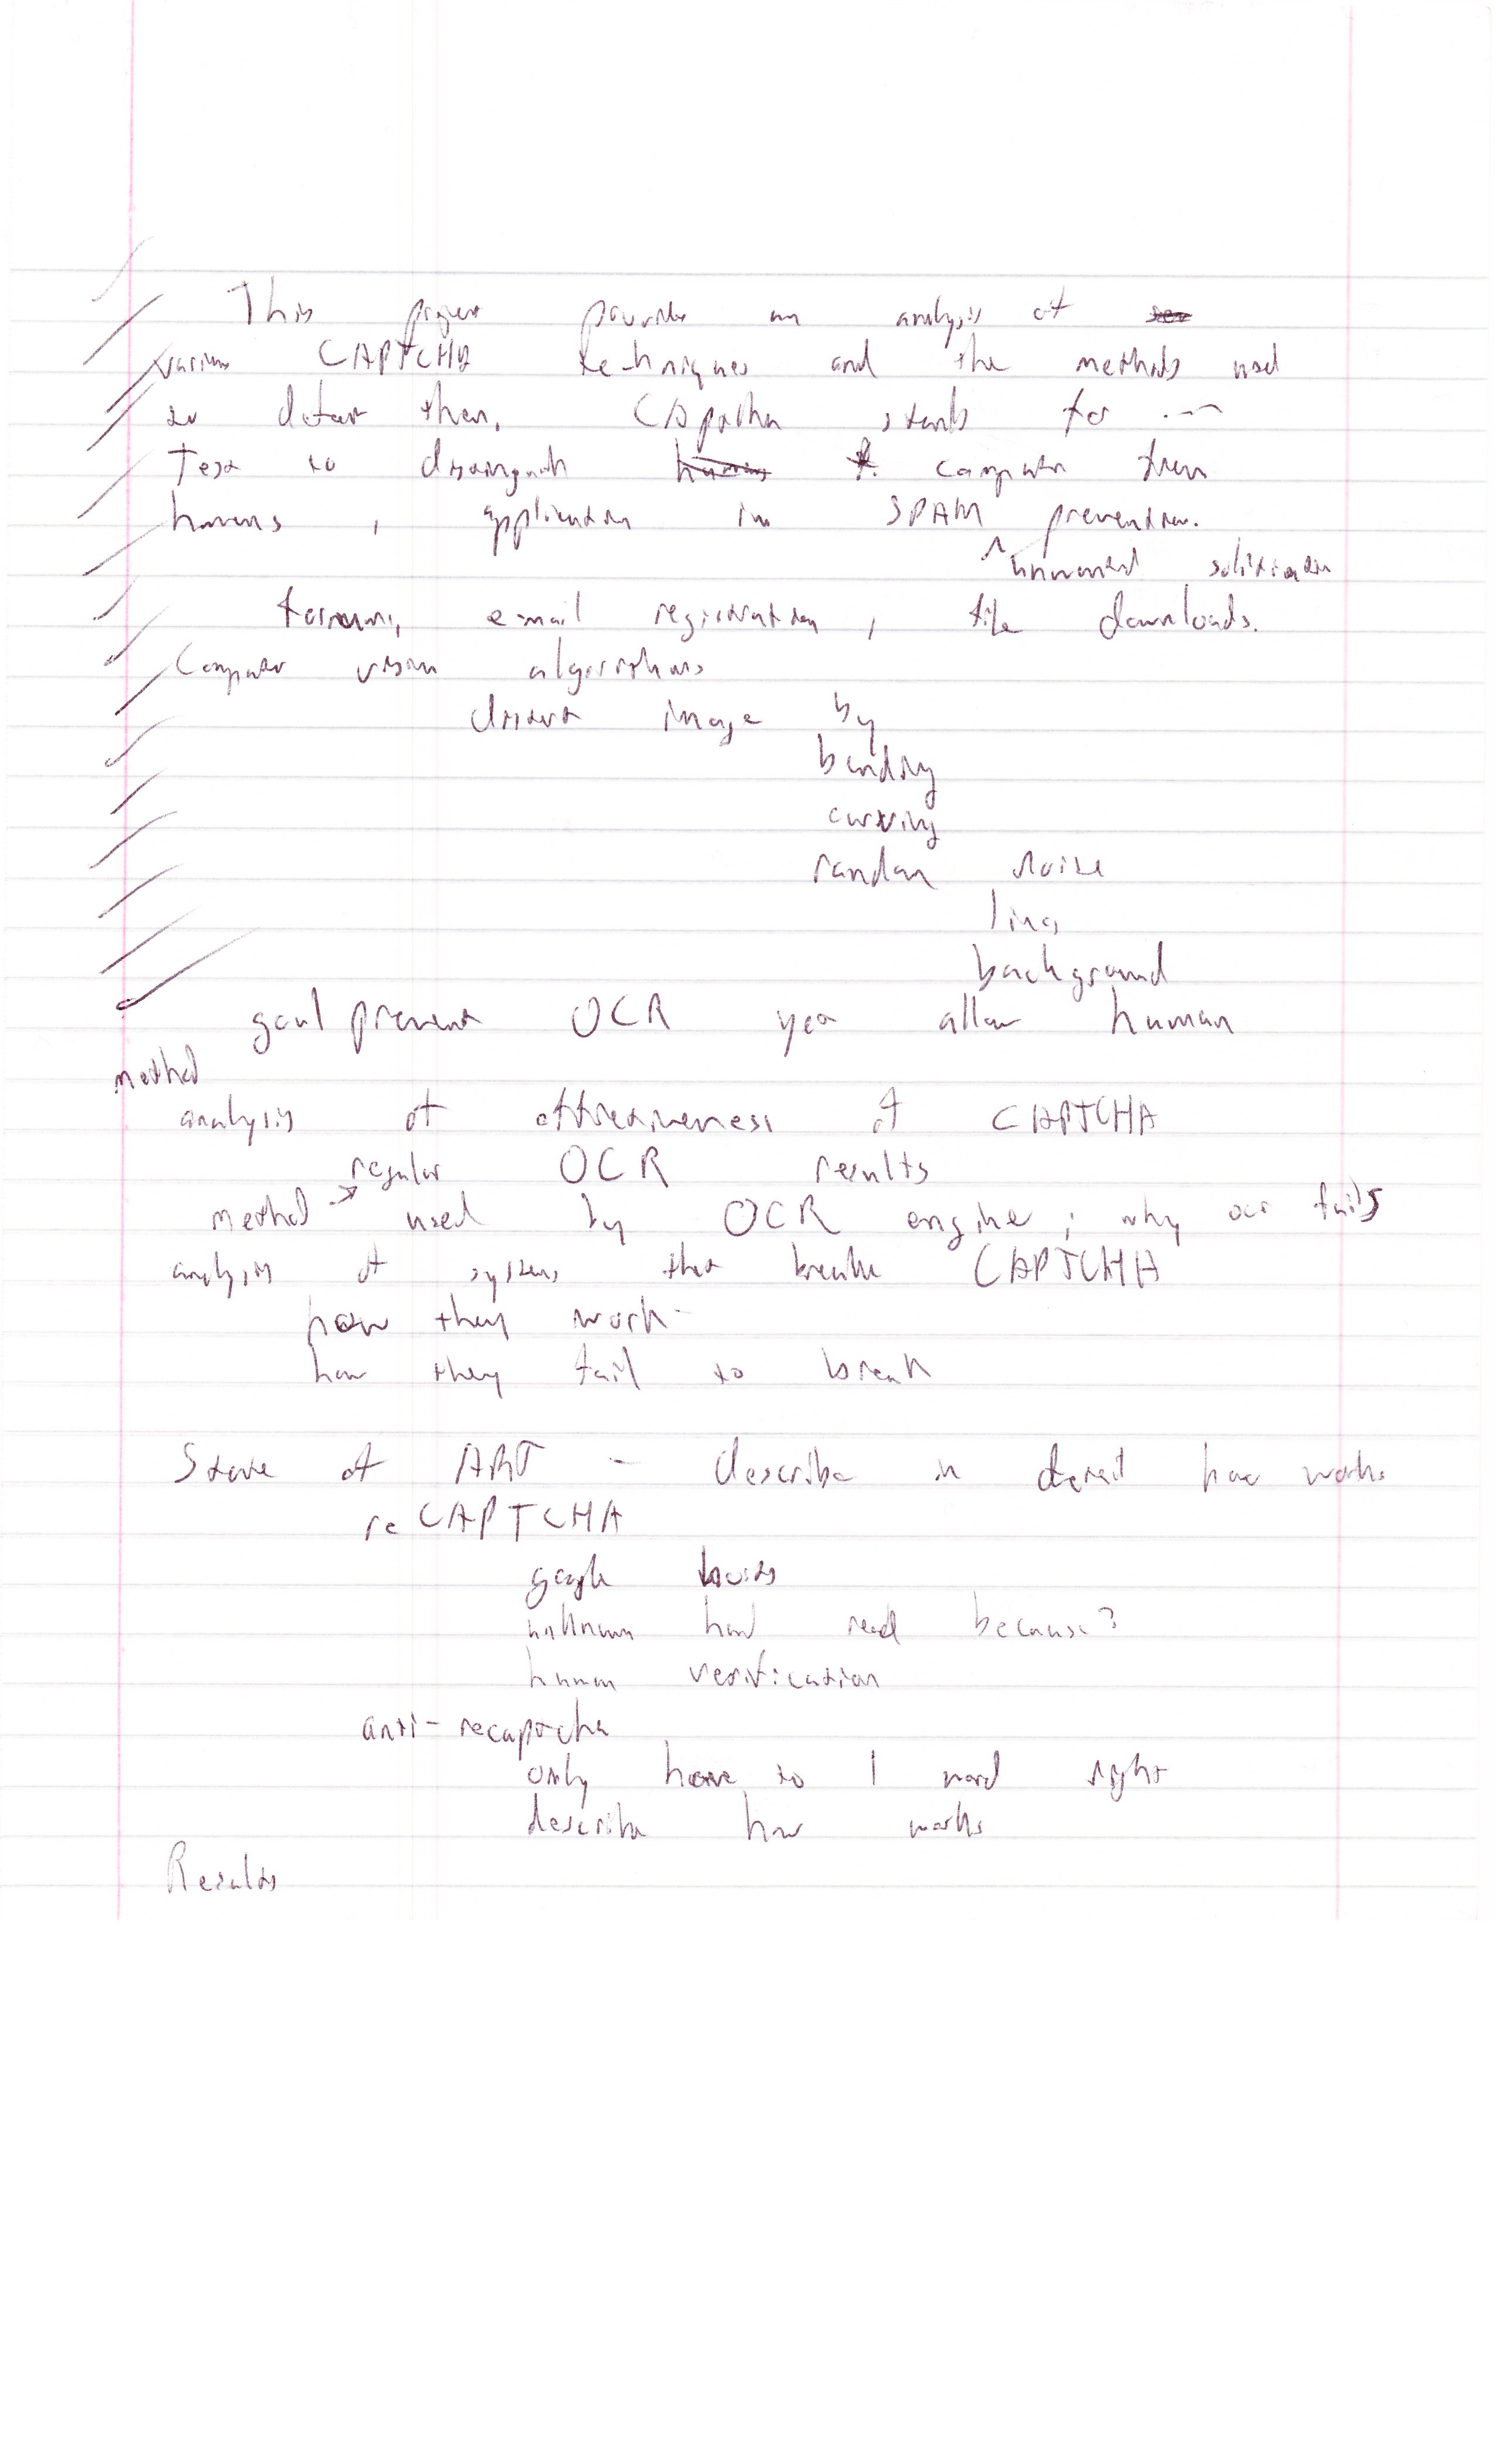 This project provides an analysis of
various CAPTCHA techniques and the methods used
to defeat them. CAptcha stands for ---
Test to distinguish computer from
humans, application in SPAM prevention.
^ unwanted solicitation
forums, email registration, file downloads.
Computer vision algorithms
distort image by
bending
curving
random noise
lines
background
goal prevent OCR yet allow human
method
analysis of effectiveness of CAPTCHA
regular OCR results
method → used by OCR engine; why ocr fails
analysis of systems that break CAPTCHA
how they work -
how they fail to break
State of ART - describe in detail how works
reCAPTCHA
google books
unknown hard read because?
human verification
anti-recaptcha
only have to 1 word right
describe how works
Results